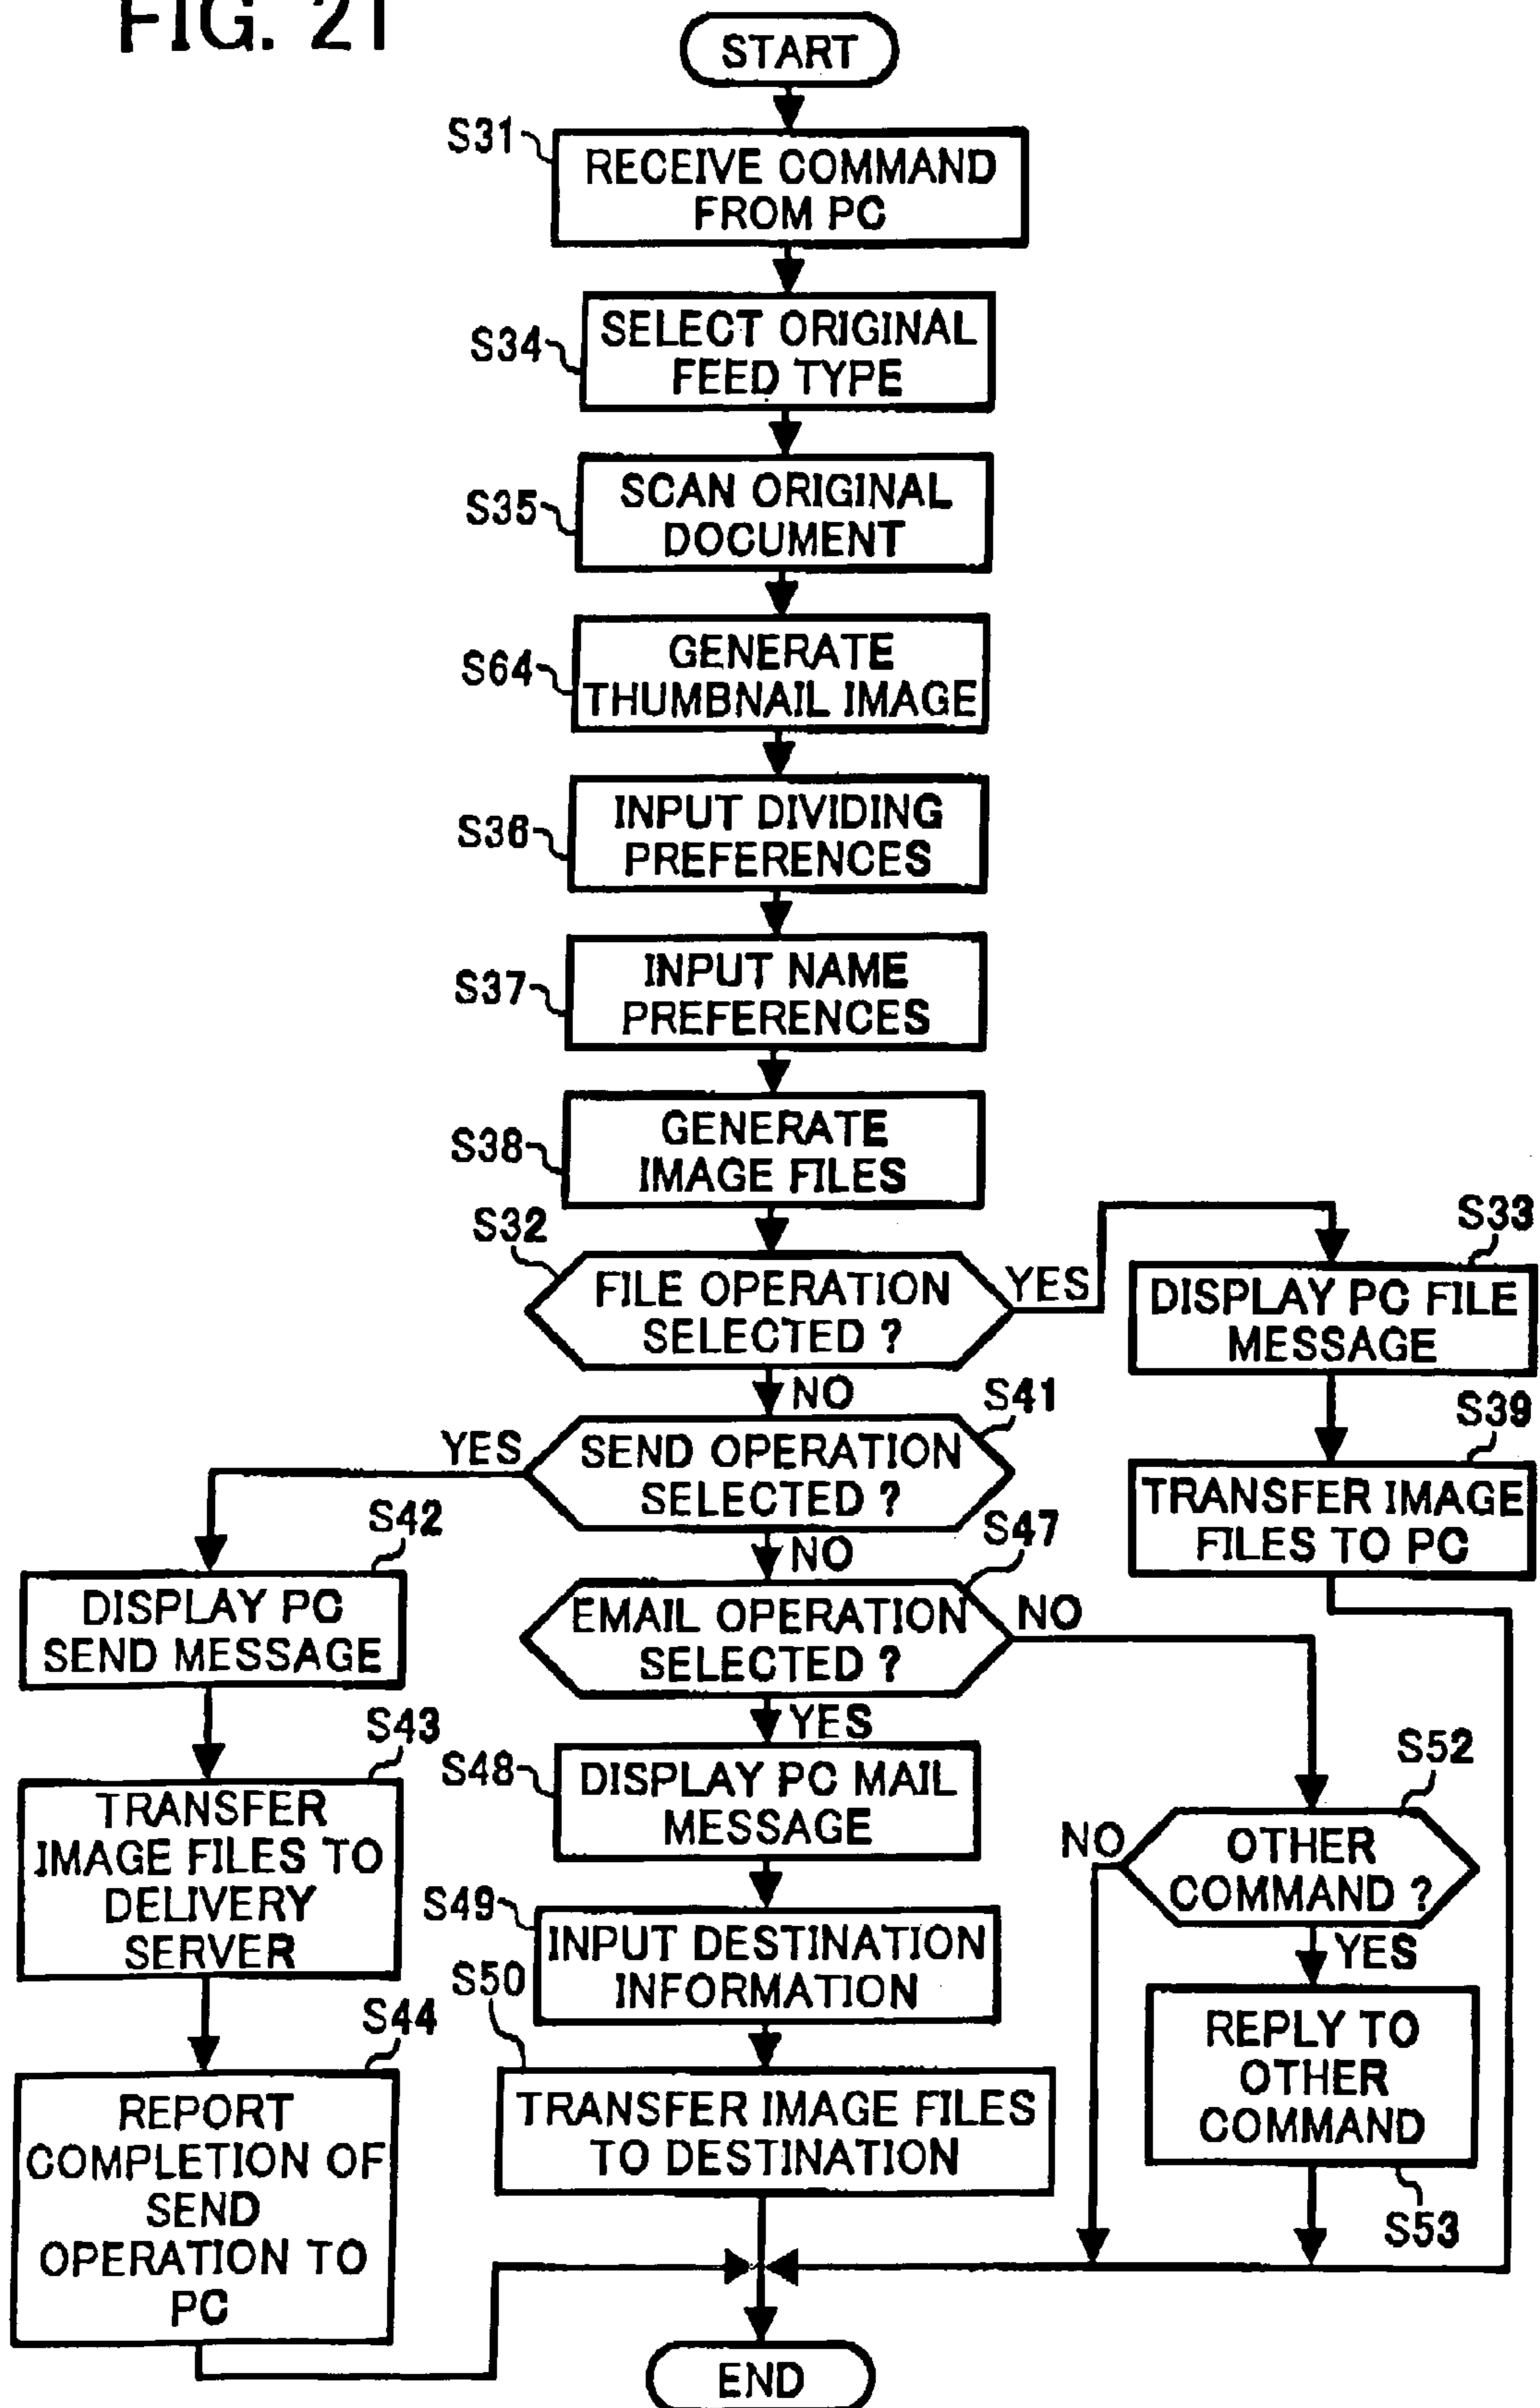 FIG. 21
START
S31
RECEIVE COMMAND
FROM PC
S34
SELECT ORIGINAL
FEED TYPE
S35
SCAN ORIGINAL
DOCUMENT
S64
GENERATE
THUMBNAIL IMAGE
S36
INPUT DIVIDING
PREFERENCES
S37
INPUT NAME
PREFERENCES
S38
GENERATE
IMAGE FILES
S32
FILE OPERATION
SELECTED ?
YES
NO
S33
DISPLAY PC FILE
MESSAGE
S39
TRANSFER IMAGE
FILES TO PC
S41
SEND OPERATION
SELECTED ?
YES
NO
S42
DISPLAY PC
SEND MESSAGE
S43
TRANSFER
IMAGE FILES TO
DELIVERY
SERVER
S44
REPORT
COMPLETION OF
SEND
OPERATION TO
PC
S47
EMAIL OPERATION
SELECTED ?
NO
YES
S48
DISPLAY PC MAIL
MESSAGE
S49
INPUT DESTINATION
INFORMATION
S50
TRANSFER IMAGE FILES
TO DESTINATION
S52
OTHER
COMMAND ?
NO
YES
REPLY TO
OTHER
COMMAND
S53
END